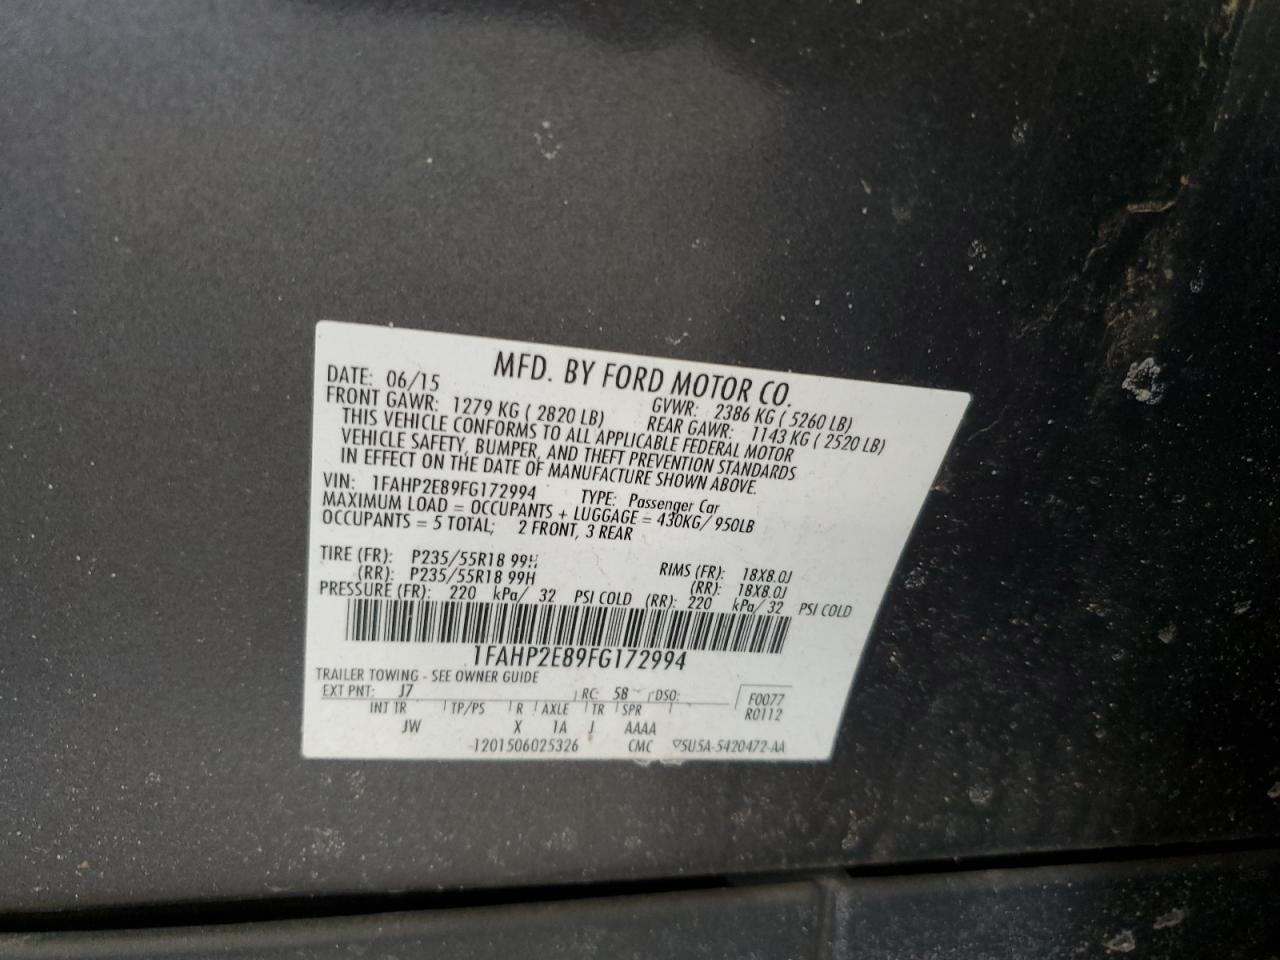 MFD. BY FORD MOTOR CO.
DATE: 06/15 GVWR: 2386 KG ( 5260 LB)
FRONT GAWR: 1279 KG ( 2820 LB) REAR GAWR: 1143 KG ( 2520 LB)
THIS VEHICLE CONFORMS TO ALL APPLICABLE FEDERAL MOTOR
VEHICLE SAFETY, BUMPER, AND THEFT PREVENTION STANDARDS
IN EFFECT ON THE DATE OF MANUFACTURE SHOWN ABOVE.
VIN: 1FAHP2E89FG172994 TYPE: Passenger Car
MAXIMUM LOAD = OCCUPANTS + LUGGAGE = 430KG/ 950LB
OCCUPANTS = 5 TOTAL; 2 FRONT, 3 REAR
TIRE (FR): P235/55R18 99H RIMS (FR): 18X8.0J
(RR): P235/55R18 99H (RR): 18X8.0J
PRESSURE (FR): 220 kPa/ 32 PSI COLD (RR): 220 kPa/ 32 PSI COLD
1FAHP2E89FG172994
TRAILER TOWING - SEE OWNER GUIDE
EXT PNT: J7 RC: 58 DSO: F0077
INT TR TP/PS R AXLE TR SPR R0112
JW X 1A J AAAA
-1201506025326 CMC 5U5A-5420472-AA